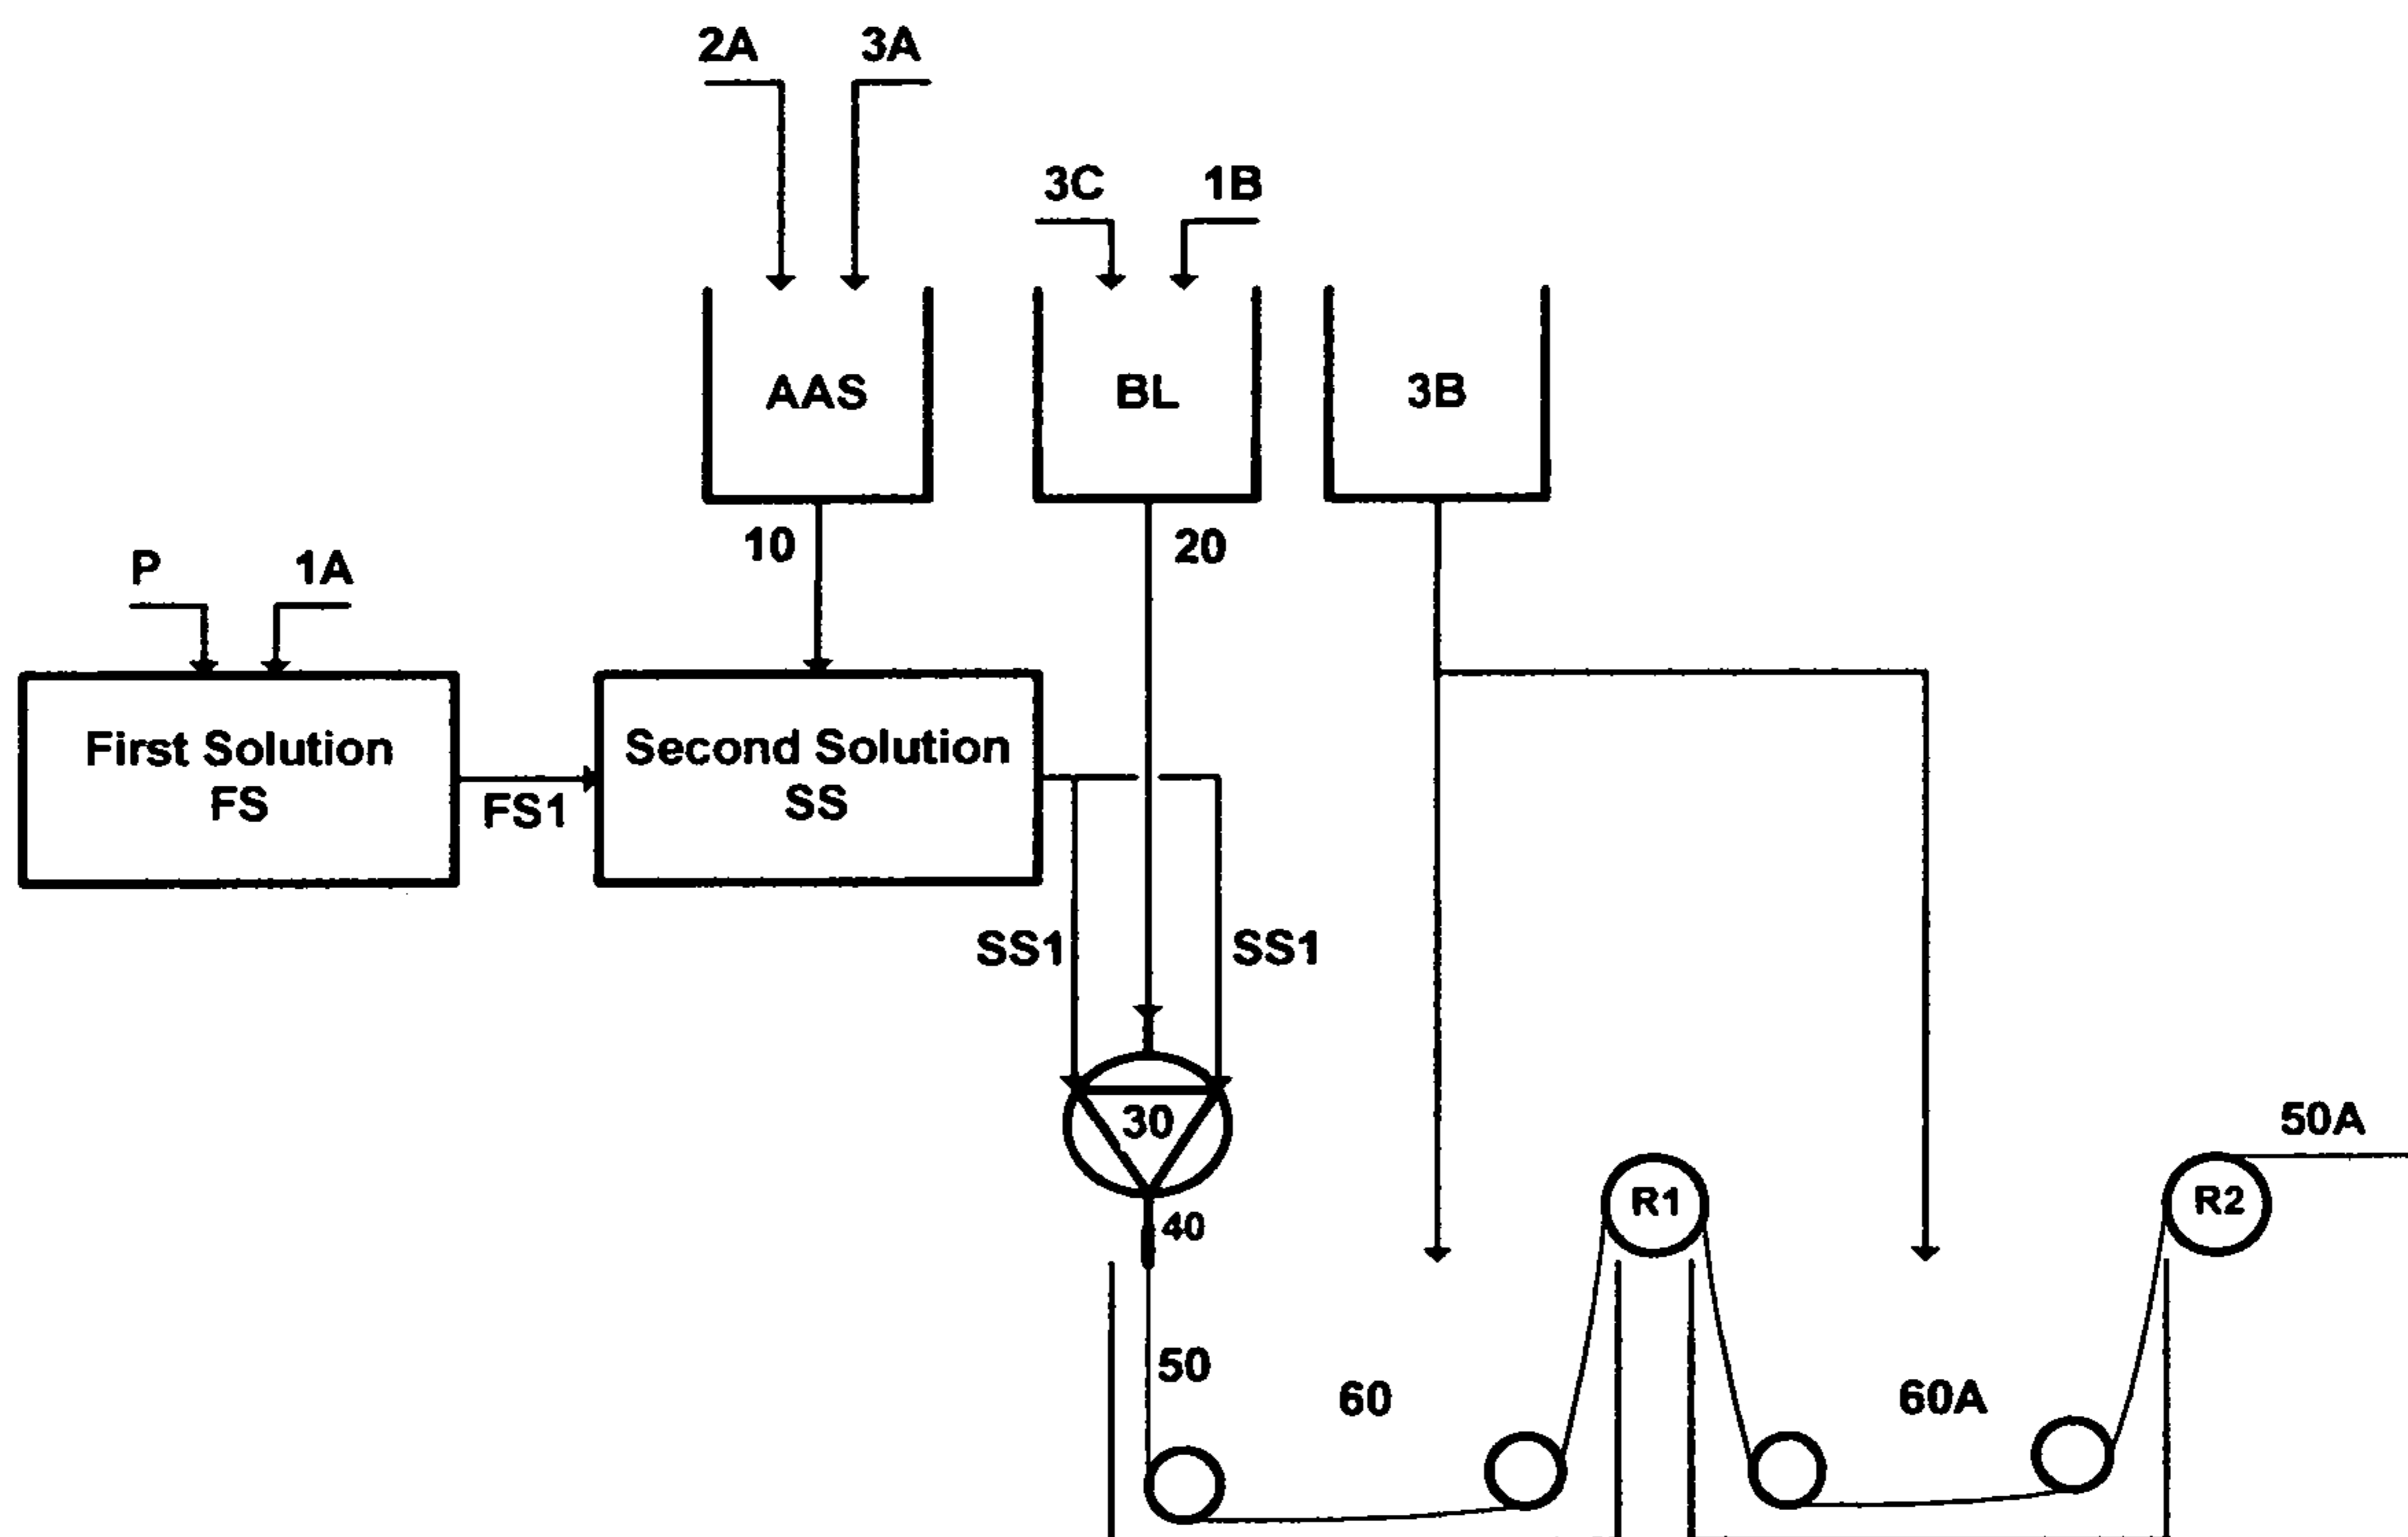 2A
3A
3C
1B
AAS
BL
3B
10
20
P
1A
First Solution
FS
FS1
Second Solution
SS
SS1
SS1
30
40
R1
R2
50A
50
60
60A